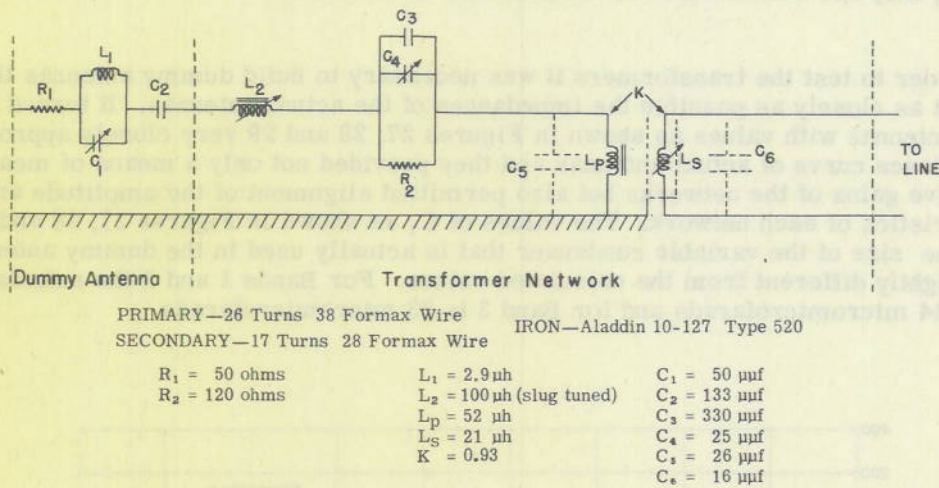 C3
C4
L1
R1
C2
L2
C1
R2
C5
LP
K
LS
C6
TO
LINE
Dummy Antenna
Transformer Network
PRIMARY—26 Turns 38 Formax Wire
SECONDARY—17 Turns 28 Formax Wire
IRON—Aladdin 10-127 Type 520
R₁ = 50 ohms
R₂ = 120 ohms
L₁ = 2.9 μh
L₂ = 100 μh (slug tuned)
Lp = 52 μh
LS = 21 μh
K = 0.93
C₁ = 50 μμf
C₂ = 133 μμf
C₃ = 330 μμf
C₄ = 25 μμf
C₅ = 26 μμf
C₆ = 16 μμf